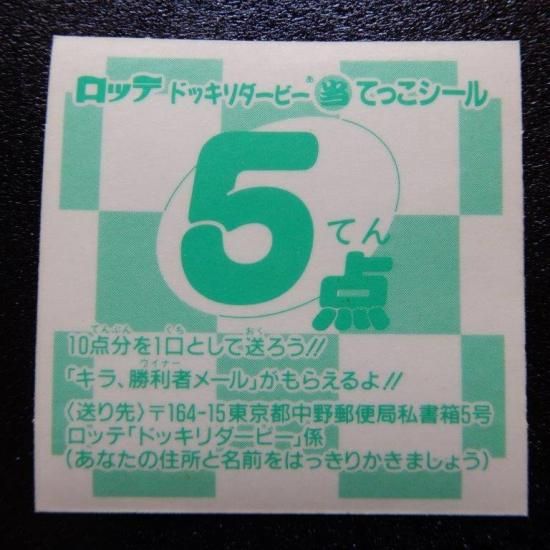 ロッテ ドッキリダービー 当てっこシール
5点
10点分を1口として送ろう!!
「キラ、勝利者メール」がもらえるよ!!
〈送り先〉〒164-15東京都中野郵便局私書箱5号
ロッテ「ドッキリダービー」係
(あなたの住所と名前をはっきりかきましょう)